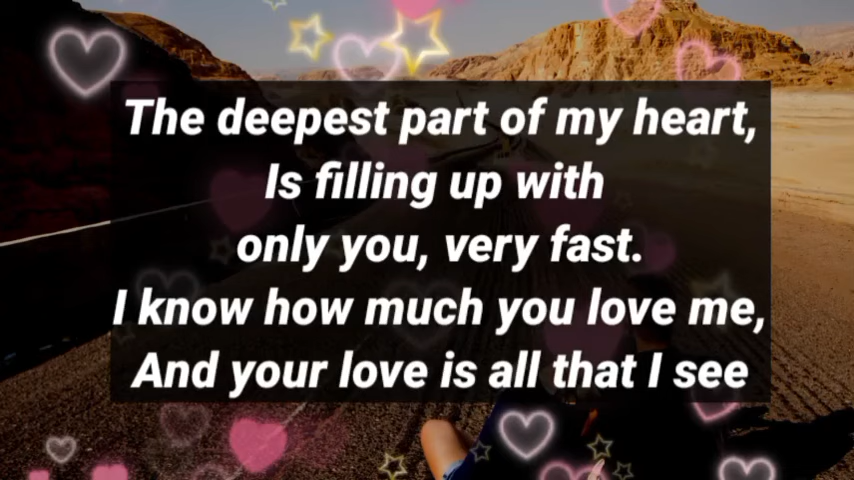 The deepest part of my heart,
Is filling up with
only you, very fast.
I know how much you love me,
And your love is all that I see